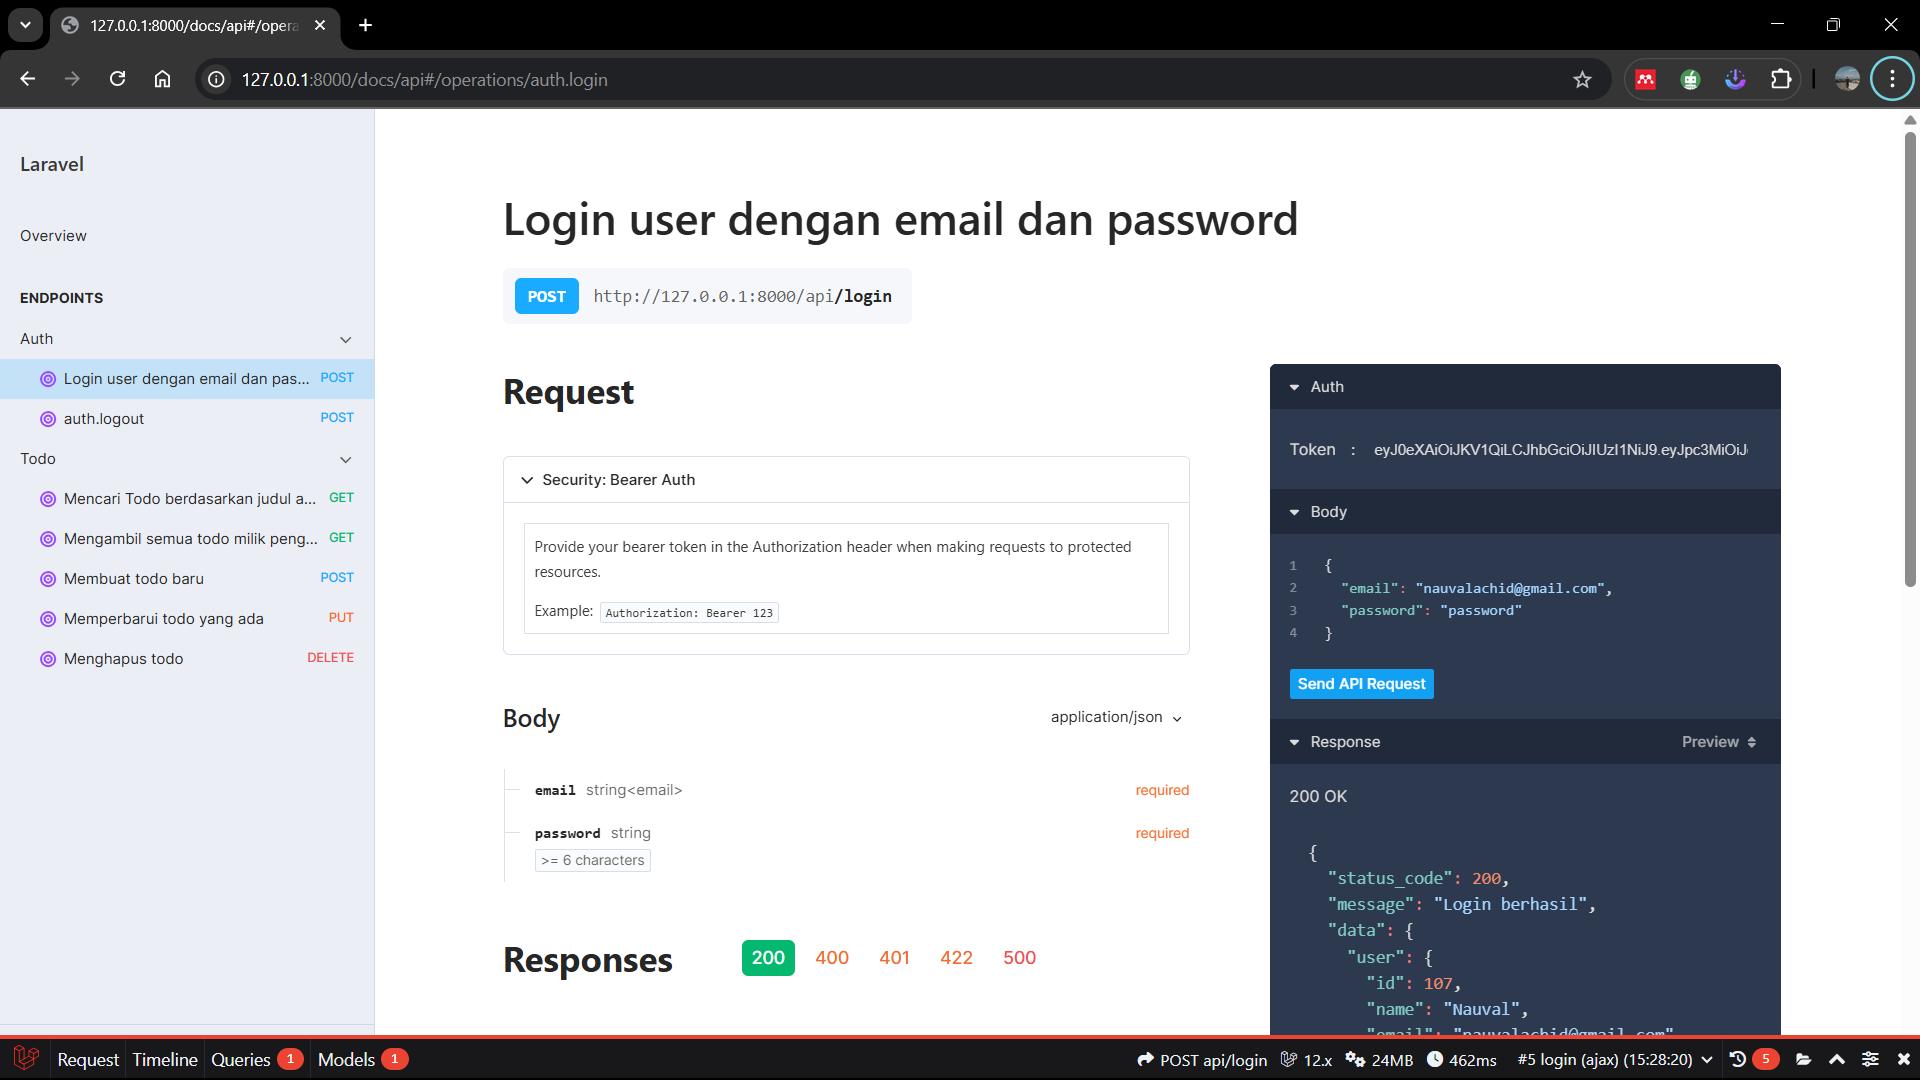 127.0.0.1:8000/docs/api#/opera
127.0.0.1:8000/docs/api#/operations/auth.login
Laravel
Overview
ENDPOINTS
Auth
Login user dengan email dan pas... POST
auth.logout POST
Todo
Mencari Todo berdasarkan judul a... GET
Mengambil semua todo milik peng... GET
Membuat todo baru POST
Memperbarui todo yang ada PUT
Menghapus todo DELETE
Login user dengan email dan password
POST http://127.0.0.1:8000/api/login
Request
Security: Bearer Auth
Provide your bearer token in the Authorization header when making requests to protected
resources.
Example: Authorization: Bearer 123
Body application/json
email string<email> required
password string required
>= 6 characters
Responses 200 400 401 422 500
Auth
Token : eyJ0eXAiOiJKV1QiLCJhbGciOiJIUzI1NiJ9.eyJpc3MiOiJ
Body
1 {
2 "email": "nauvalachid@gmail.com",
3 "password": "password"
4 }
Send API Request
Response Preview
200 OK
{
"status_code": 200,
"message": "Login berhasil",
"data": {
"user": {
"id": 107,
"name": "Nauval",
"email": "nauvalachid@gmail.com"
Request Timeline Queries 1 Models 1 POST api/login 12.x 24MB 462ms #5 login (ajax) (15:28:20) 5